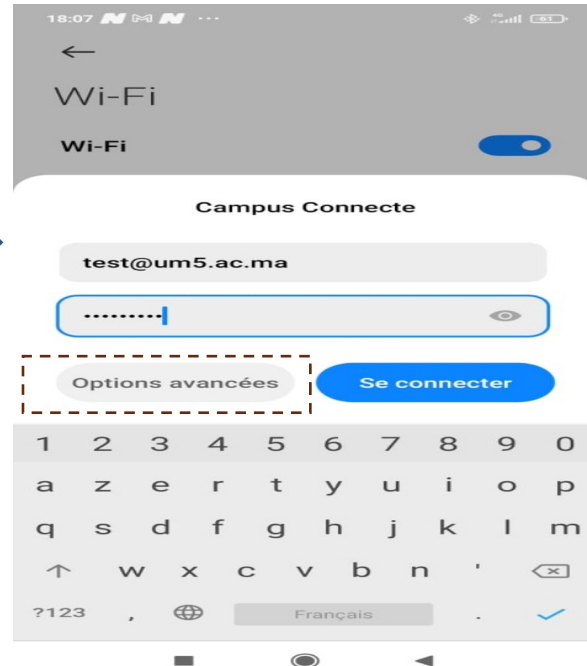 18:07
Wi-Fi
Wi-Fi
Campus Connecte
test@um5.ac.ma
•••••••••
Options avancées Se connecter
1 2 3 4 5 6 7 8 9 0
a z e r t y u i o p
q s d f g h j k l m
w x c v b n '
?123 , Français .